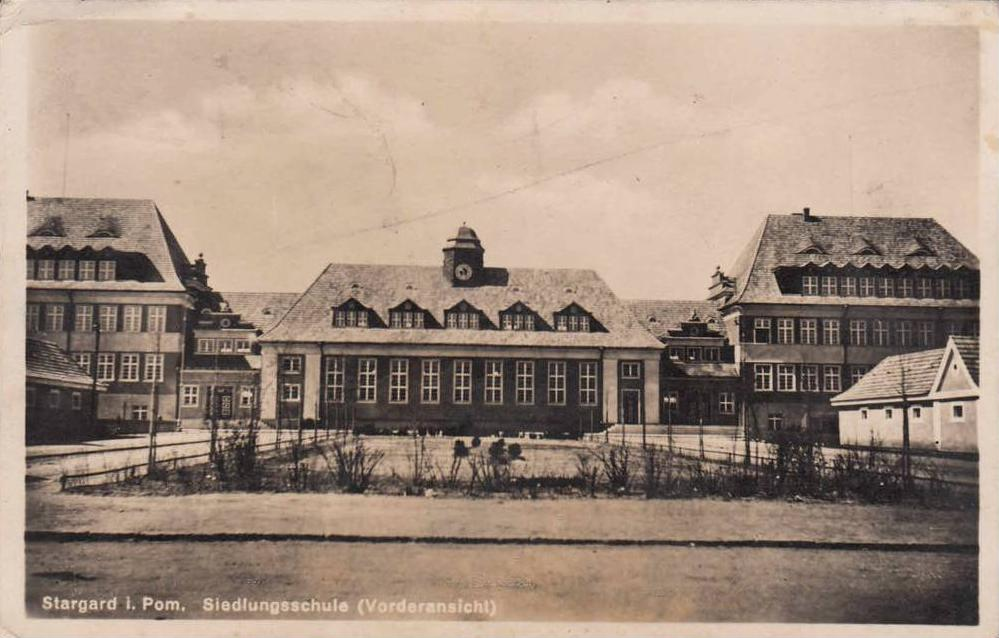 Stargard i. Pom. Siedlungsschule (Vorderansicht)